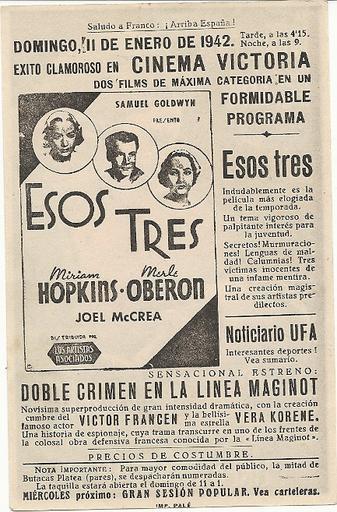 Saludo a Franco: ¡Arriba España!
DOMINGO, 11 DE ENERO DE 1942. Tarde, a las 4'15. Noche, a las 9.
EXITO CLAMOROSO EN CINEMA VICTORIA
DOS FILMS DE MÁXIMA CATEGORIA EN UN
FORMIDABLE
PROGRAMA
SAMUEL GOLDWYN
PRESENTO
ESOS
TRES
Miriam Merle
HOPKINS · OBERON
JOEL McCREA
DISTRIBUIDA POR
LOS ARTISTAS
ASOCIADOS
Esos tres
Indudablemente es la
película más elogiada
de la temporada.
Un tema vigoroso de
palpitante interés para
la juventud.
Secretos! Murmuracio-
nes! Lenguas de mal-
dad! Calumnias! Tres
víctimas inocentes de
una infame mentira.
Una creación magis-
tral de sus artistas pre-
dilectos.
Noticiario UFA
Interesantes deportes!
Vea sumario.
SENSACIONAL ESTRENO:
DOBLE CRIMEN EN LA LINEA MAGINOT
Novísima superproducción de gran intensidad dramática, con la creación
cumbre del famoso actor VICTOR FRANCEN y la bellísi- ma estrella VERA KORENE.
Una historia de espionaje, cuya trama transcurre en uno de los frentes de
la colosal obra defensiva francesa conocida por la «Línea Maginot».
PRECIOS DE COSTUMBRE.
NOTA IMPORTANTE: Para mayor comodidad del público, la mitad de
Butacas Platea (pares), se despacharán numeradas.
La taquilla estará abierta el domingo de 11 a 1.
MIÉRCOLES próximo: GRAN SESIÓN POPULAR. Vea carteleras.
IMP. PALÉ